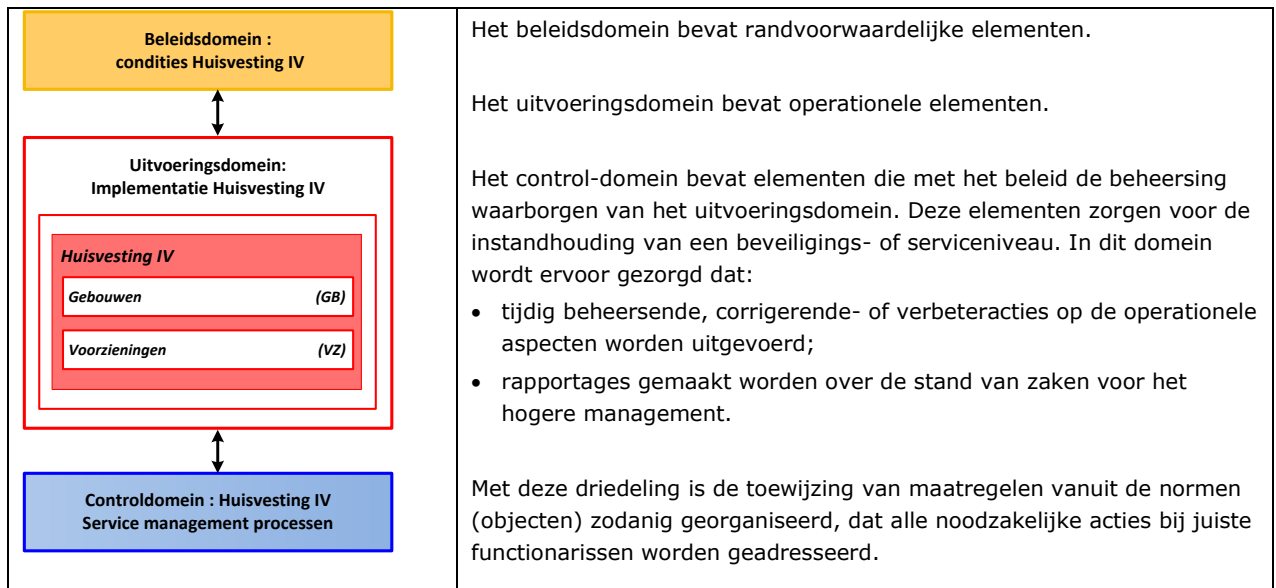 Beleidsdomein :
condities Huisvesting IV
Uitvoeringsdomein:
Implementatie Huisvesting IV
Huisvesting IV
Gebouwen (GB)
Voorzieningen (VZ)
Controldomein : Huisvesting IV
Service management processen
Het beleidsdomein bevat randvoorwaardelijke elementen.
Het uitvoeringsdomein bevat operationele elementen.
Het control-domein bevat elementen die met het beleid de beheersing
waarborgen van het uitvoeringsdomein. Deze elementen zorgen voor de
instandhouding van een beveiligings- of serviceniveau. In dit domein
wordt ervoor gezorgd dat:
• tijdig beheersende, corrigerende- of verbeteracties op de operationele
aspecten worden uitgevoerd;
• rapportages gemaakt worden over de stand van zaken voor het
hogere management.
Met deze driedeling is de toewijzing van maatregelen vanuit de normen
(objecten) zodanig georganiseerd, dat alle noodzakelijke acties bij juiste
functionarissen worden geadresseerd.